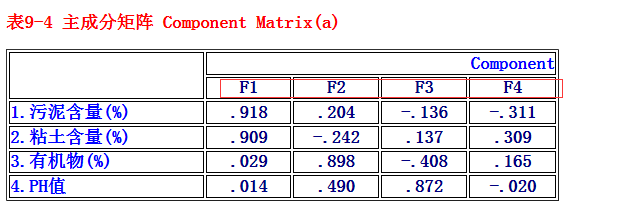 表9-4 主成分矩阵 Component Matrix(a)
Component
F1 F2 F3 F4
1.污泥含量(%) .918 .204 -.136 -.311
2.粘土含量(%) .909 -.242 .137 .309
3.有机物(%) .029 .898 -.408 .165
4.PH值 .014 .490 .872 -.020